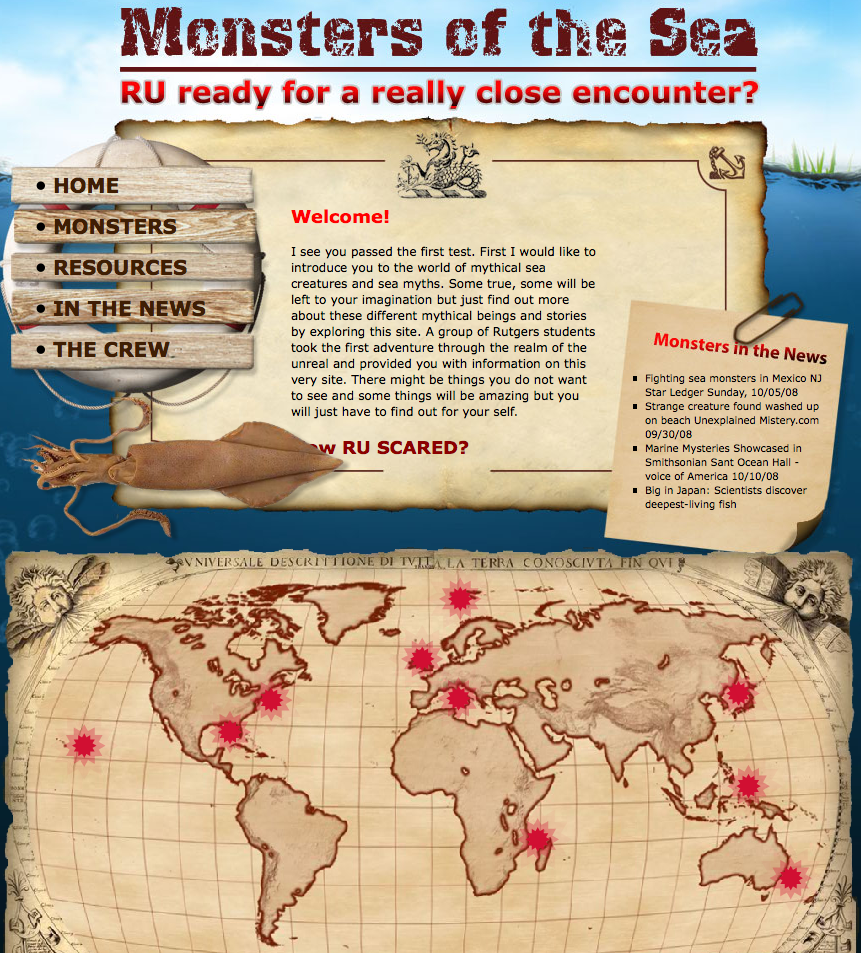 Monsters of the Sea
RU ready for a really close encounter?
HOME
MONSTERS
RESOURCES
IN THE NEWS
THE CREW
Welcome!
I see you passed the first test. First I would like to
introduce you to the world of mythical sea
creatures and sea myths. Some true, some will be
left to your imagination but just find out more
about these different mythical beings and stories
by exploring this site. A group of Rutgers students
took the first adventure through the realm of the
unreal and provided you with information on this
very site. There might be things you do not want
to see and some things will be amazing but you
will just have to find out for your self.
RU SCARED?
Monsters in the News
Fighting sea monsters in Mexico NJ
Star Ledger Sunday, 10/05/08
Strange creature found washed up
on beach Unexplained Mistery.com
09/30/08
Marine Mysteries Showcased in
Smithsonian Sant Ocean Hall -
voice of America 10/10/08
Big in Japan: Scientists discover
deepest-living fish
VNIVERSALE DESCRITTIONE DI TVTTA LA TERRA CONOSCIVTA FIN QVI